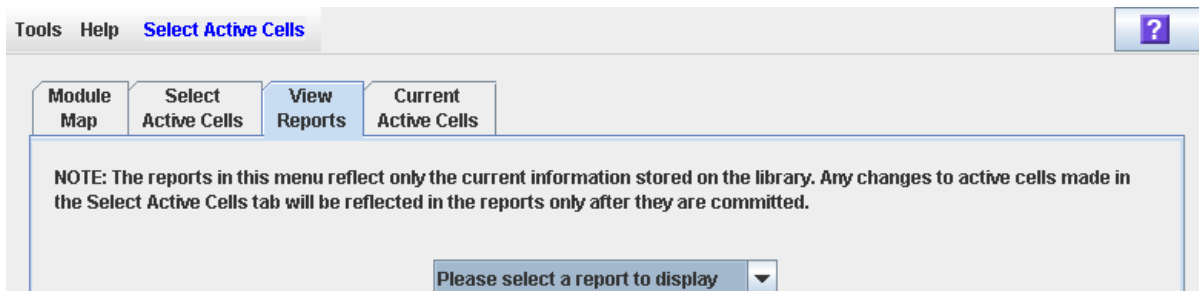 Tools Help Select Active Cells
?
Module Map
Select Active Cells
View Reports
Current Active Cells
NOTE: The reports in this menu reflect only the current information stored on the library. Any changes to active cells made in
the Select Active Cells tab will be reflected in the reports only after they are committed.
Please select a report to display